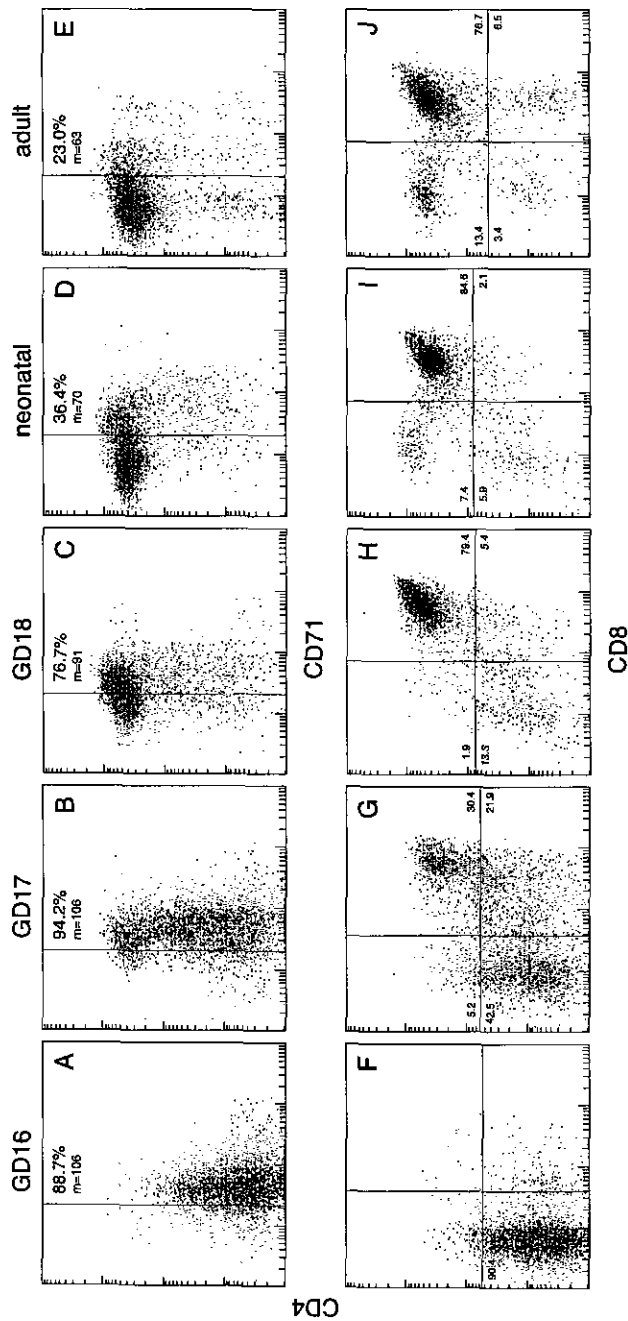 GD16 GD17 GD18 neonatal adult
88.7% A 94.2% B 76.7% C 36.4% D 23.0% E
m=106 m=106 m=91 m=70 m=63
CD4
CD71
F G H I J
5.2 30.4 1.9 79.4 7.4 84.6 13.4 76.7
90.4 42.5 21.9 13.3 5.4 5.9 2.1 3.4 6.5
CD8